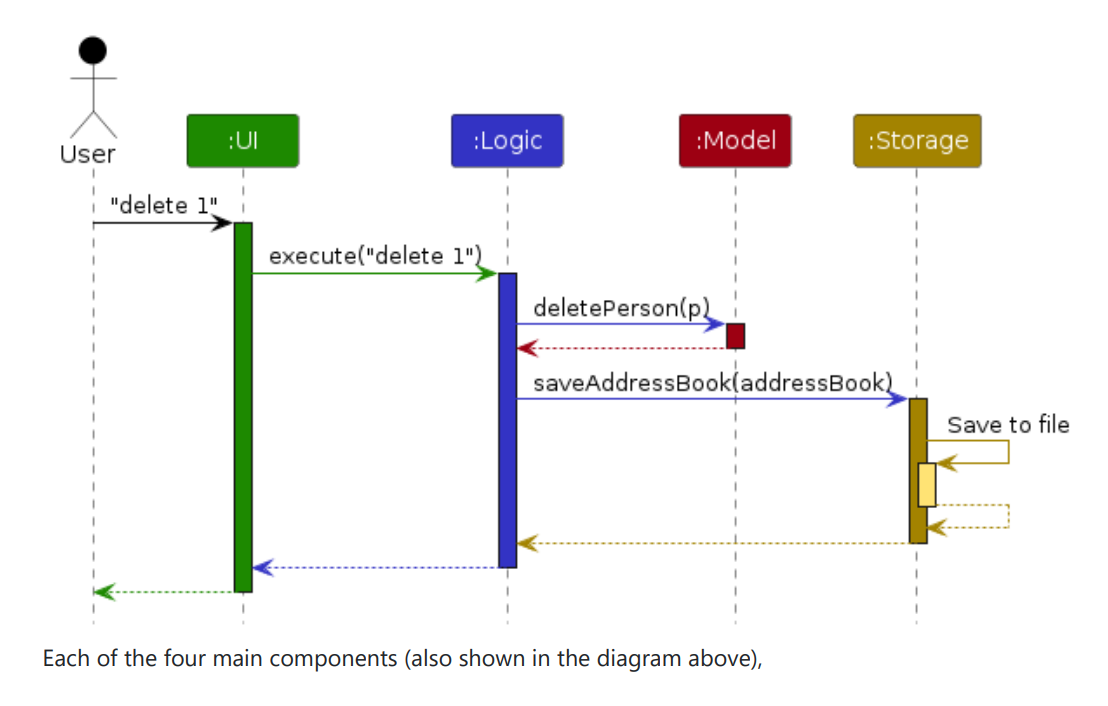 User
:UI
:Logic
:Model
:Storage
"delete 1"
execute("delete 1")
deletePerson(p)
saveAddressBook(addressBook)
Save to file
Each of the four main components (also shown in the diagram above),